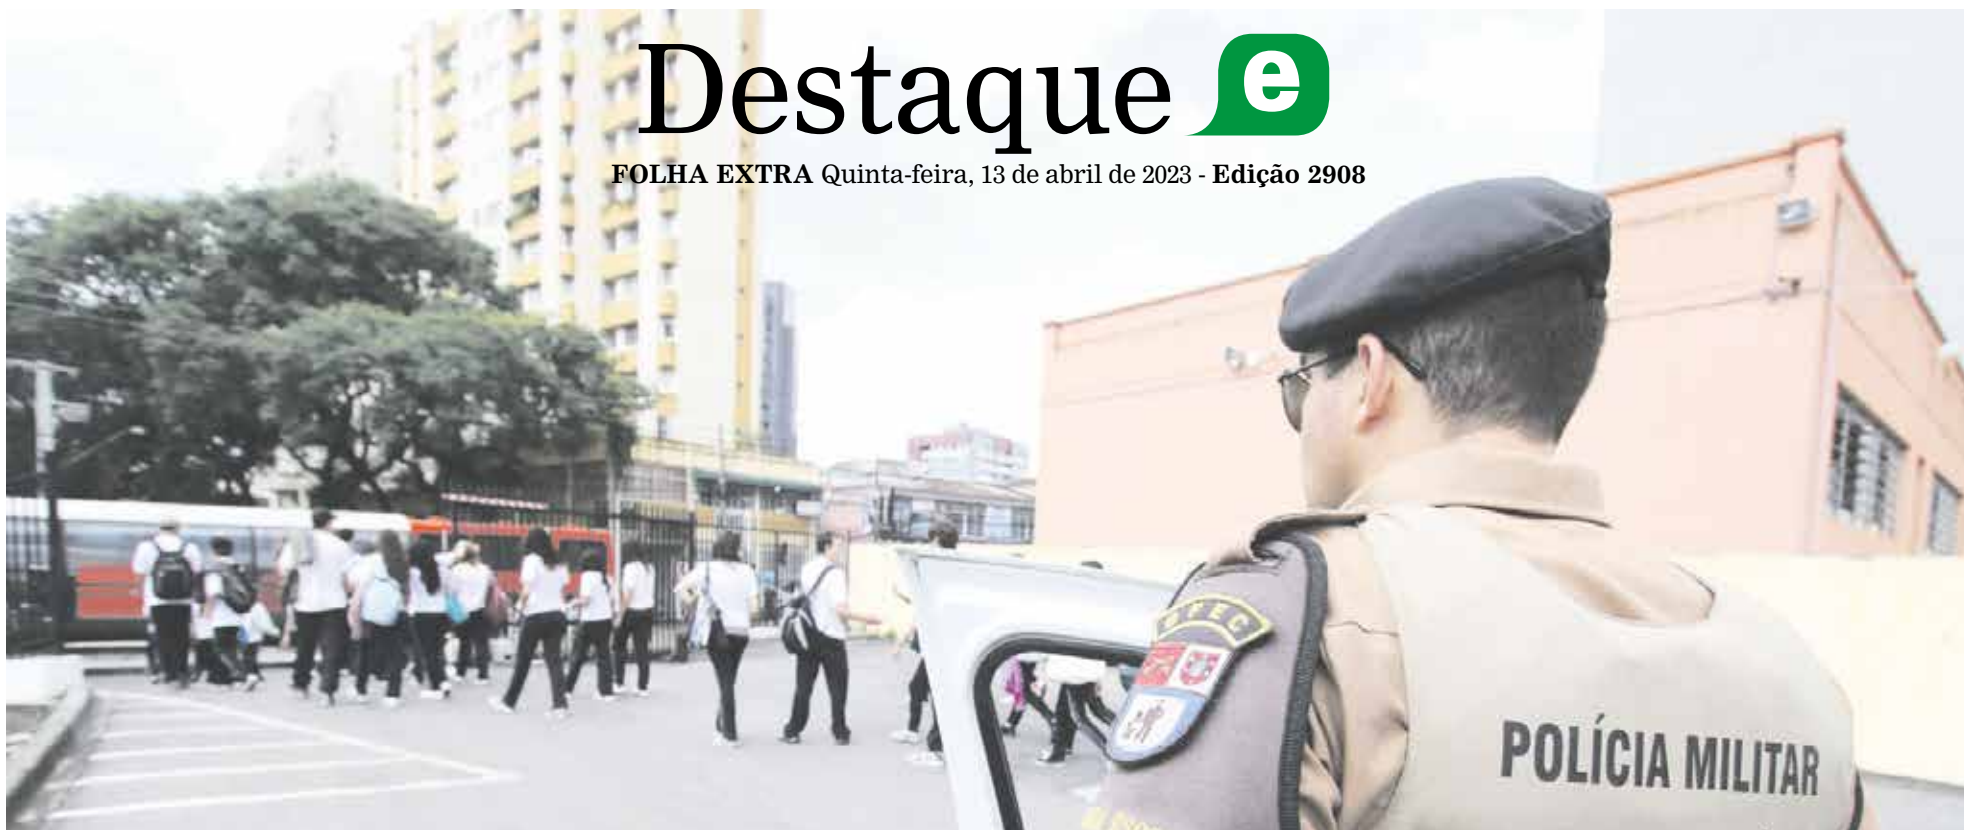 Destaque e
FOLHA EXTRA Quinta-feira, 13 de abril de 2023 - Edição 2908
POLÍCIA MILITAR